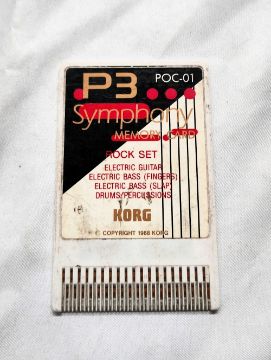 P3 POC-01
Symphony
MEMORY CARD
ROCK SET
ELECTRIC GUITAR
ELECTRIC BASS (FINGERS)
ELECTRIC BASS (SLAP)
DRUMS/PERCUSSIONS
KORG
© COPYRIGHT 1988 KORG